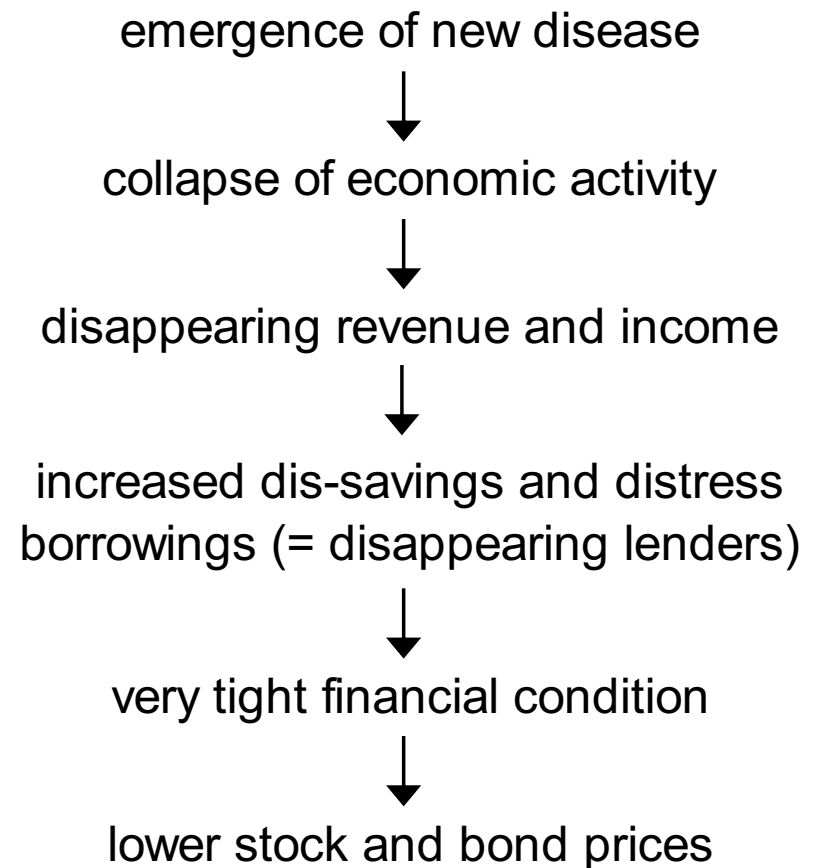 emergence of new disease
collapse of economic activity
disappearing revenue and income
increased dis-savings and distress
borrowings (= disappearing lenders)
very tight financial condition
lower stock and bond prices